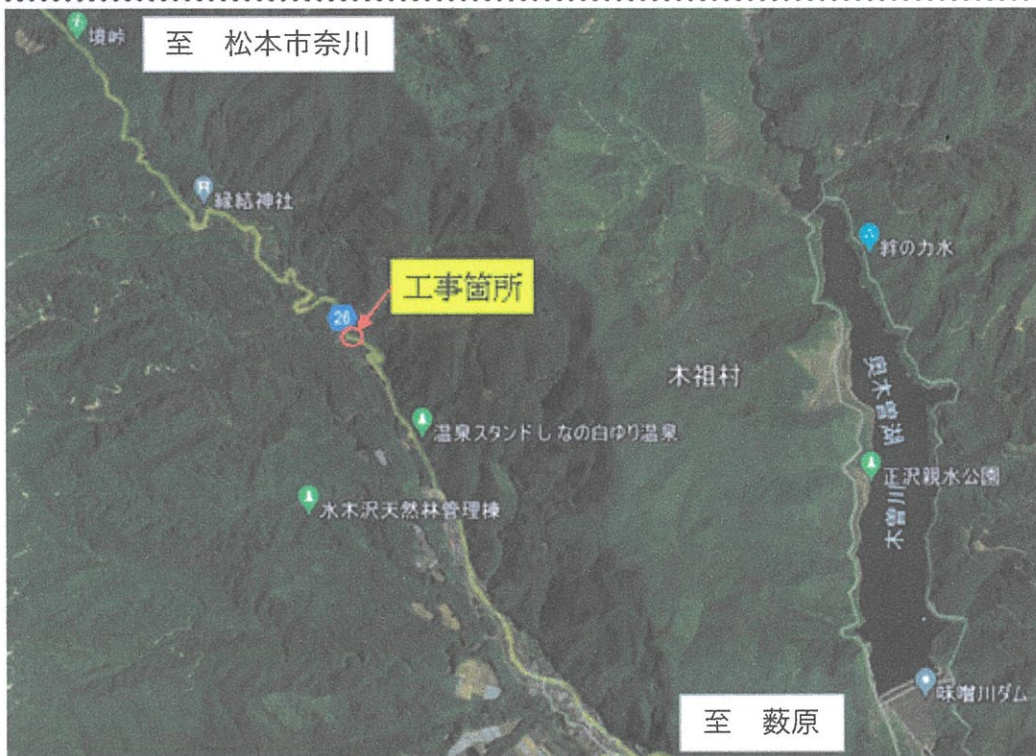 境峠
至 松本市奈川
縁結神社
絆の力水
工事箇所
26
木祖村
奥木曽湖
温泉スタンドしなの白ゆり温泉
正沢親水公園
水木沢天然林管理棟
木曽川
味噌川ダム
至 薮原